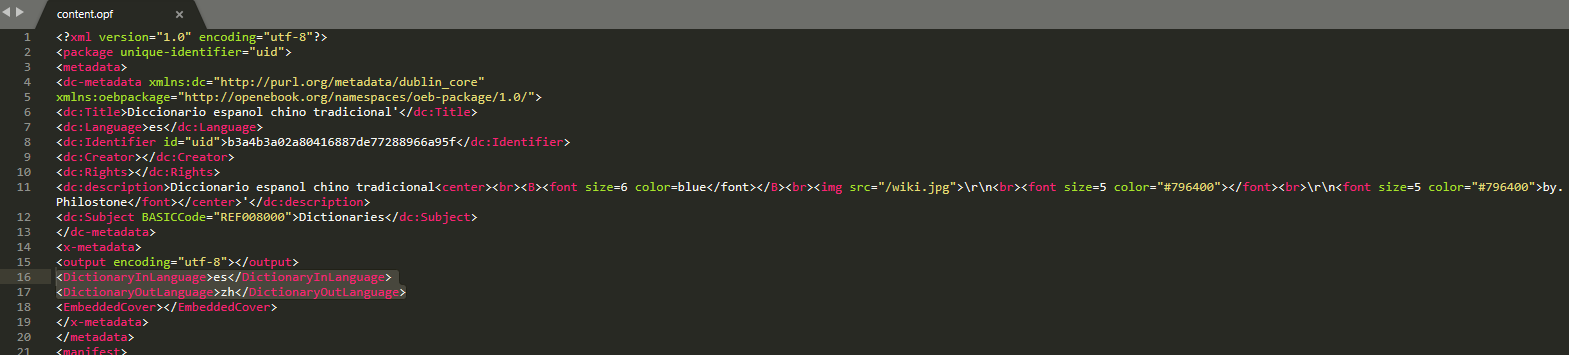 content.opf ×
1 <?xml version="1.0" encoding="utf-8"?>
2 <package unique-identifier="uid">
3 <metadata>
4 <dc-metadata xmlns:dc="http://purl.org/metadata/dublin_core"
5 xmlns:oebpackage="http://openebook.org/namespaces/oeb-package/1.0/">
6 <dc:Title>Diccionario espanol chino tradicional'</dc:Title>
7 <dc:Language>es</dc:Language>
8 <dc:Identifier id="uid">b3a4b3a02a80416887de77288966a95f</dc:Identifier>
9 <dc:Creator></dc:Creator>
10 <dc:Rights></dc:Rights>
11 <dc:description>Diccionario espanol chino tradicional<center><br><B><font size=6 color=blue</font></B><br><img src="/wiki.jpg">\r\n<br><font size=5 color="#796400"></font><br>\r\n<font size=5 color="#796400">by.
Philostone</font></center>'</dc:description>
12 <dc:Subject BASICCode="REF008000">Dictionaries</dc:Subject>
13 </dc-metadata>
14 <x-metadata>
15 <output encoding="utf-8"></output>
16 <DictionaryInLanguage>es</DictionaryInLanguage>
17 <DictionaryOutLanguage>zh</DictionaryOutLanguage>
18 <EmbeddedCover></EmbeddedCover>
19 </x-metadata>
20 </metadata>
21 <manifest>